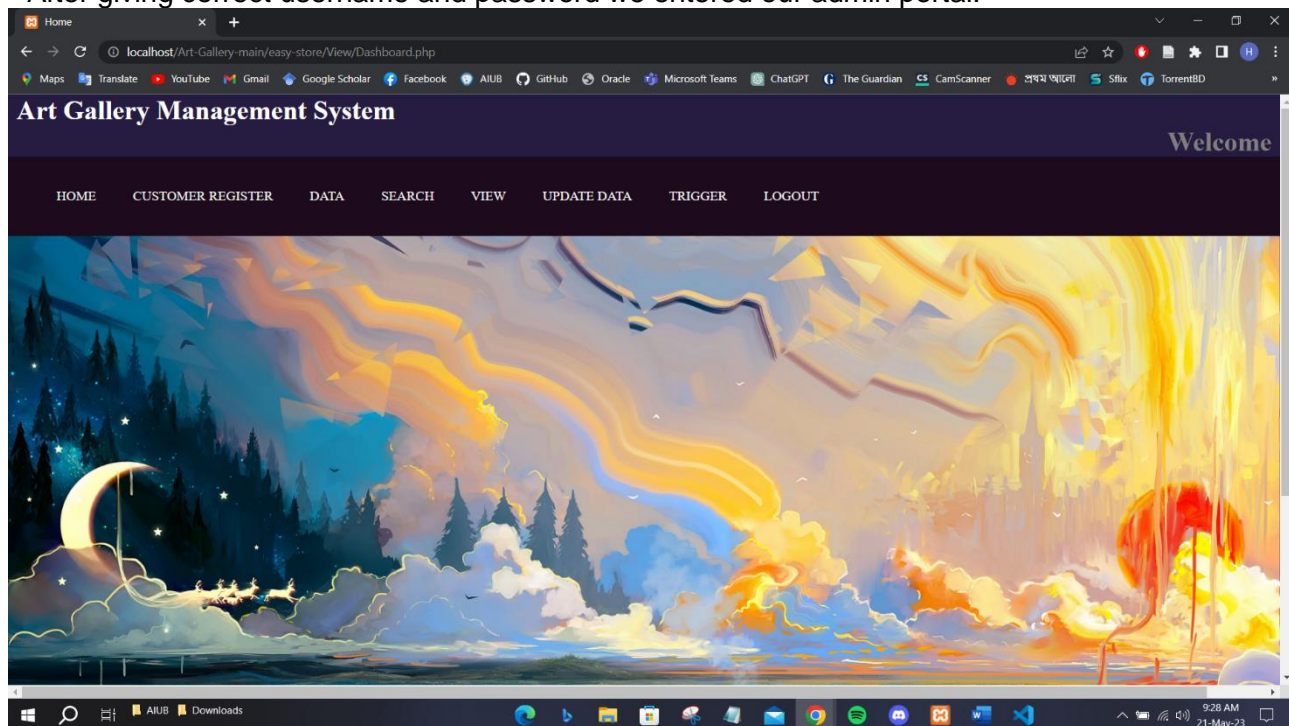 After giving correct username and password we entered our admin portal.
Home
localhost/Art-Gallery-main/easy-store/View/Dashboard.php
H
Maps Translate YouTube Gmail Google Scholar Facebook AIUB GitHub Oracle Microsoft Teams ChatGPT The Guardian CamScanner প্রথম আলো Sflix TorrentBD »
Art Gallery Management System
Welcome
HOME CUSTOMER REGISTER DATA SEARCH VIEW UPDATE DATA TRIGGER LOGOUT
AIUB Downloads
9:28 AM
21-May-23